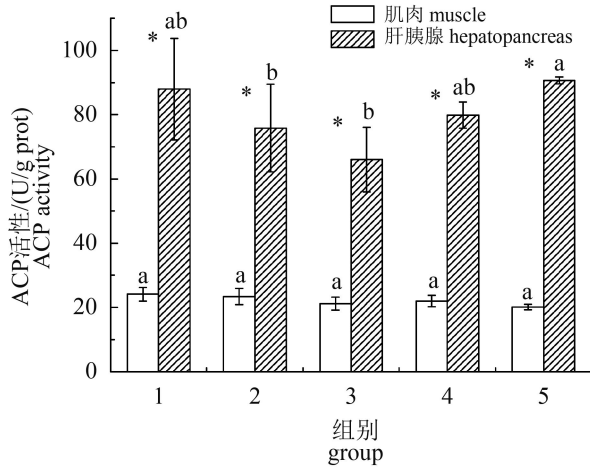 肌肉 muscle
肝胰腺 hepatopancreas
ACP活性/(U/g prot)
ACP activity
100
80
60
40
20
0
* ab
* b
* b
* ab
* a
a a a a a
1 2 3 4 5
组别
group